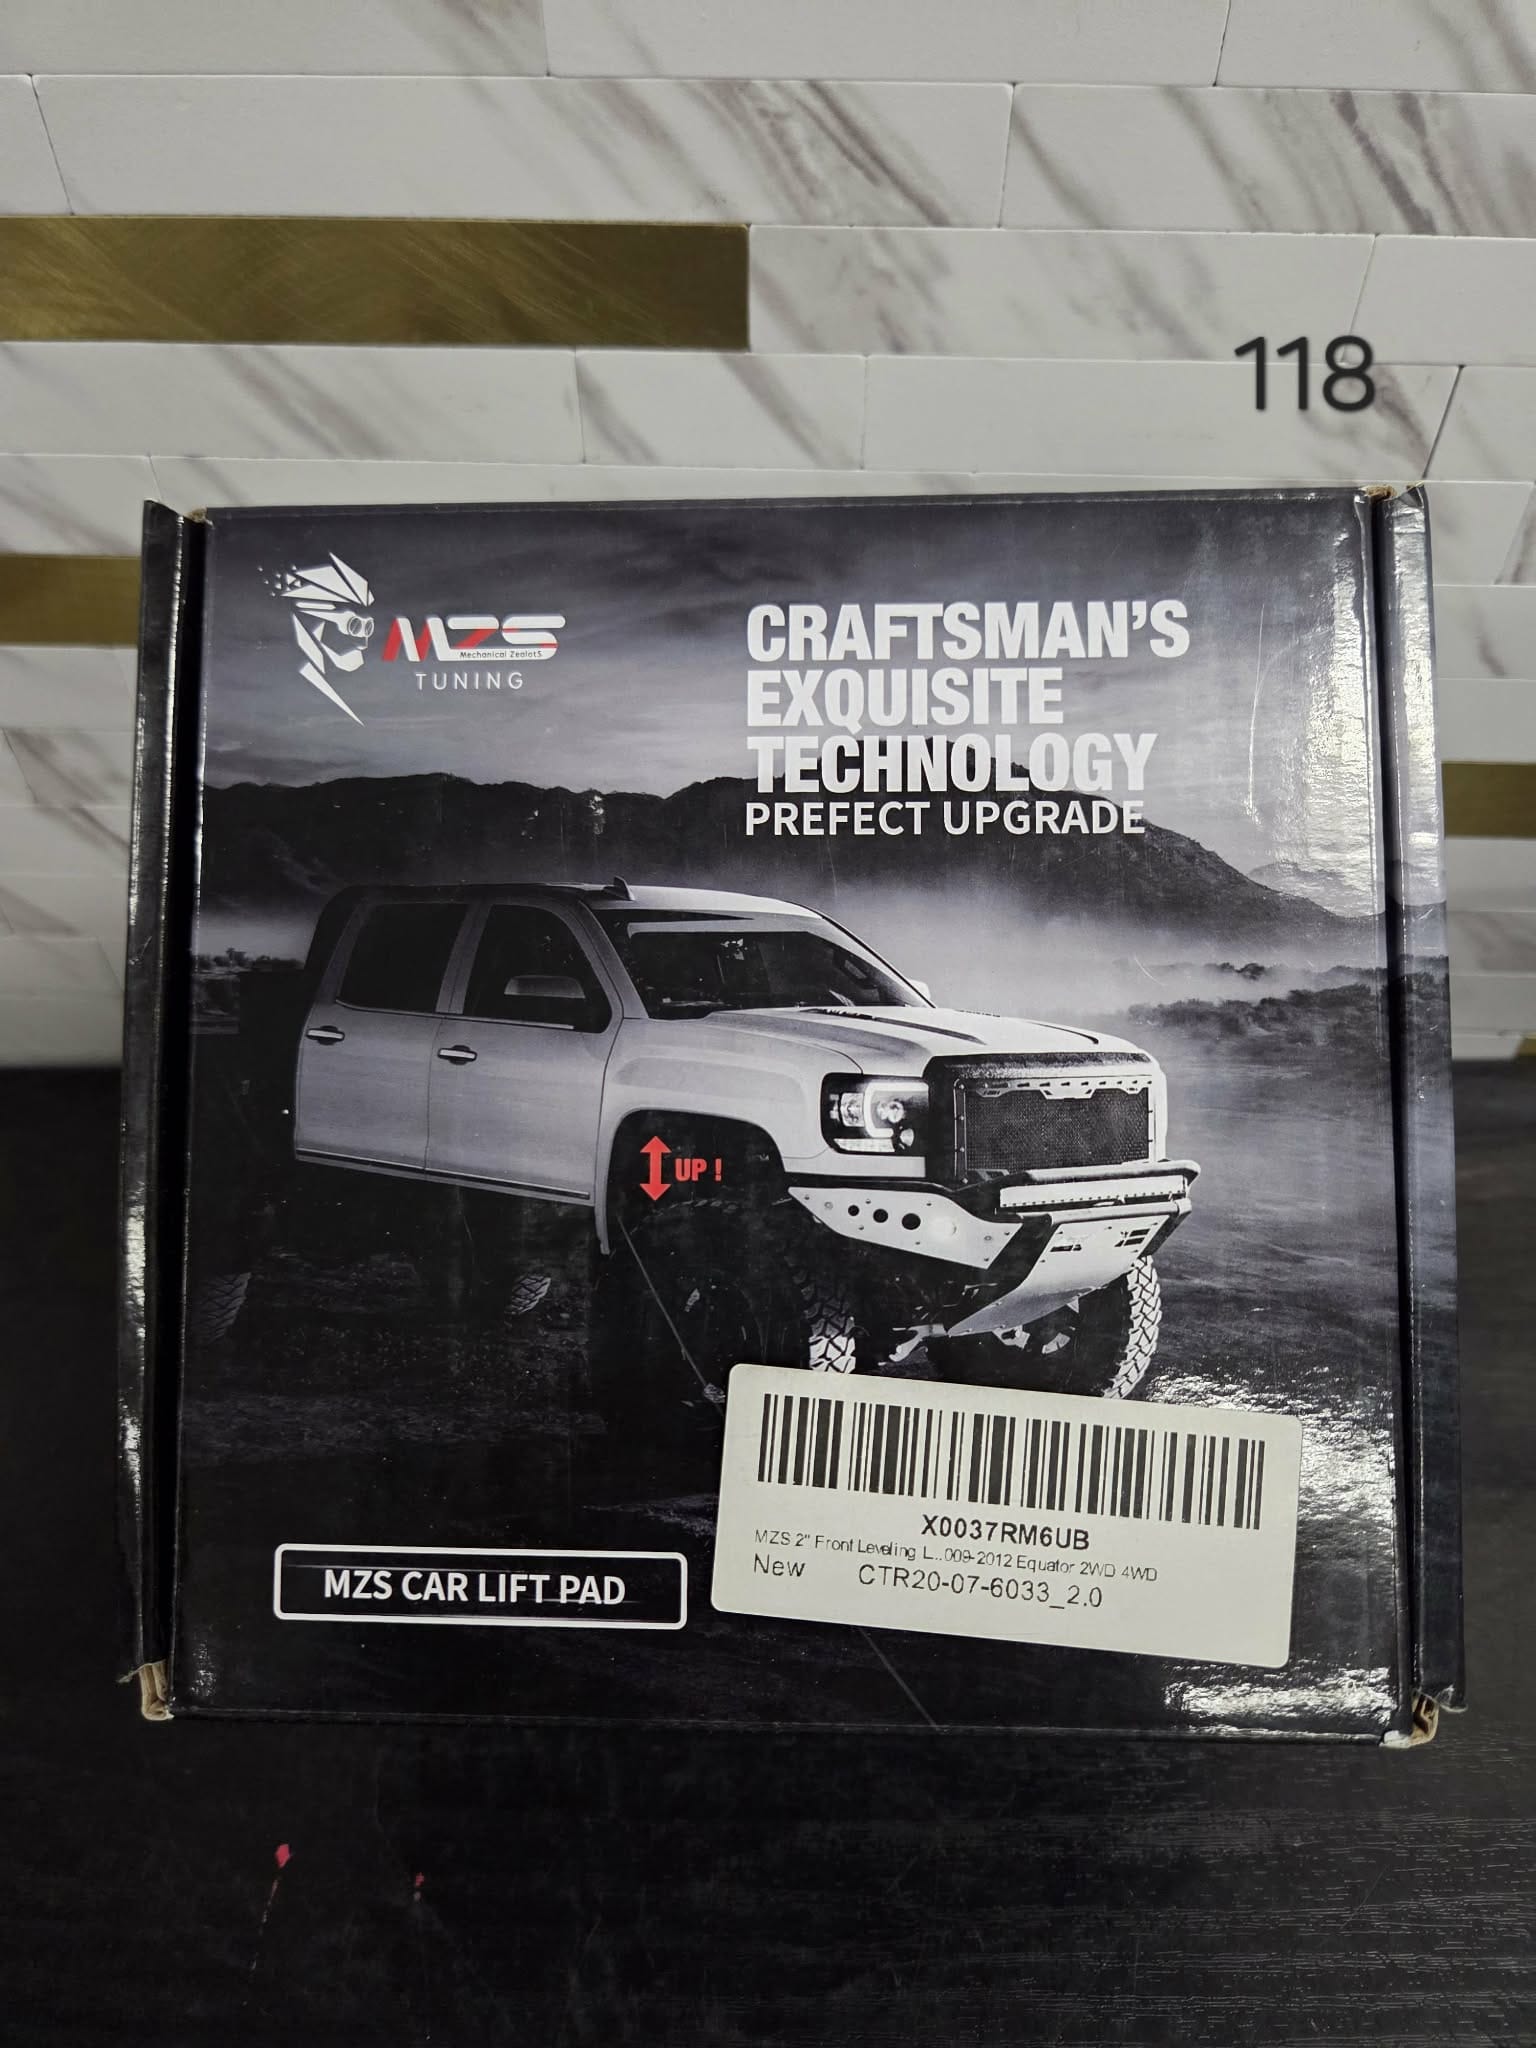 118
MZS
Mechanical ZealotS
TUNING
CRAFTSMAN'S
EXQUISITE
TECHNOLOGY
PREFECT UPGRADE
UP !
X0037RM6UB
MZS 2" Front Leveling L...009-2012 Equator 2WD 4WD
New CTR20-07-6033_2.0
MZS CAR LIFT PAD